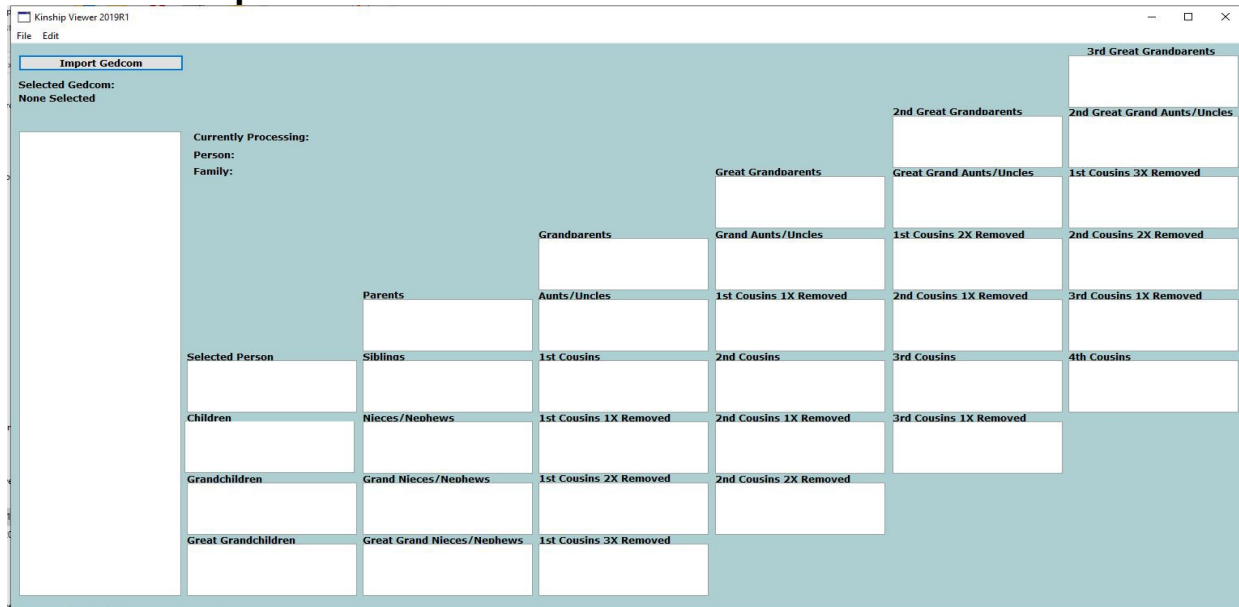 Kinship Viewer 2019R1
File Edit
Import Gedcom
Selected Gedcom:
None Selected
Currently Processing:
Person:
Family:
3rd Great Grandparents
2nd Great Grandparents 2nd Great Grand Aunts/Uncles
Great Grandparents Great Grand Aunts/Uncles 1st Cousins 3X Removed
Grandparents Grand Aunts/Uncles 1st Cousins 2X Removed 2nd Cousins 2X Removed
Parents Aunts/Uncles 1st Cousins 1X Removed 2nd Cousins 1X Removed 3rd Cousins 1X Removed
Selected Person Siblings 1st Cousins 2nd Cousins 3rd Cousins 4th Cousins
Children Nieces/Nephews 1st Cousins 1X Removed 2nd Cousins 1X Removed 3rd Cousins 1X Removed
Grandchildren Grand Nieces/Nephews 1st Cousins 2X Removed 2nd Cousins 2X Removed
Great Grandchildren Great Grand Nieces/Nephews 1st Cousins 3X Removed